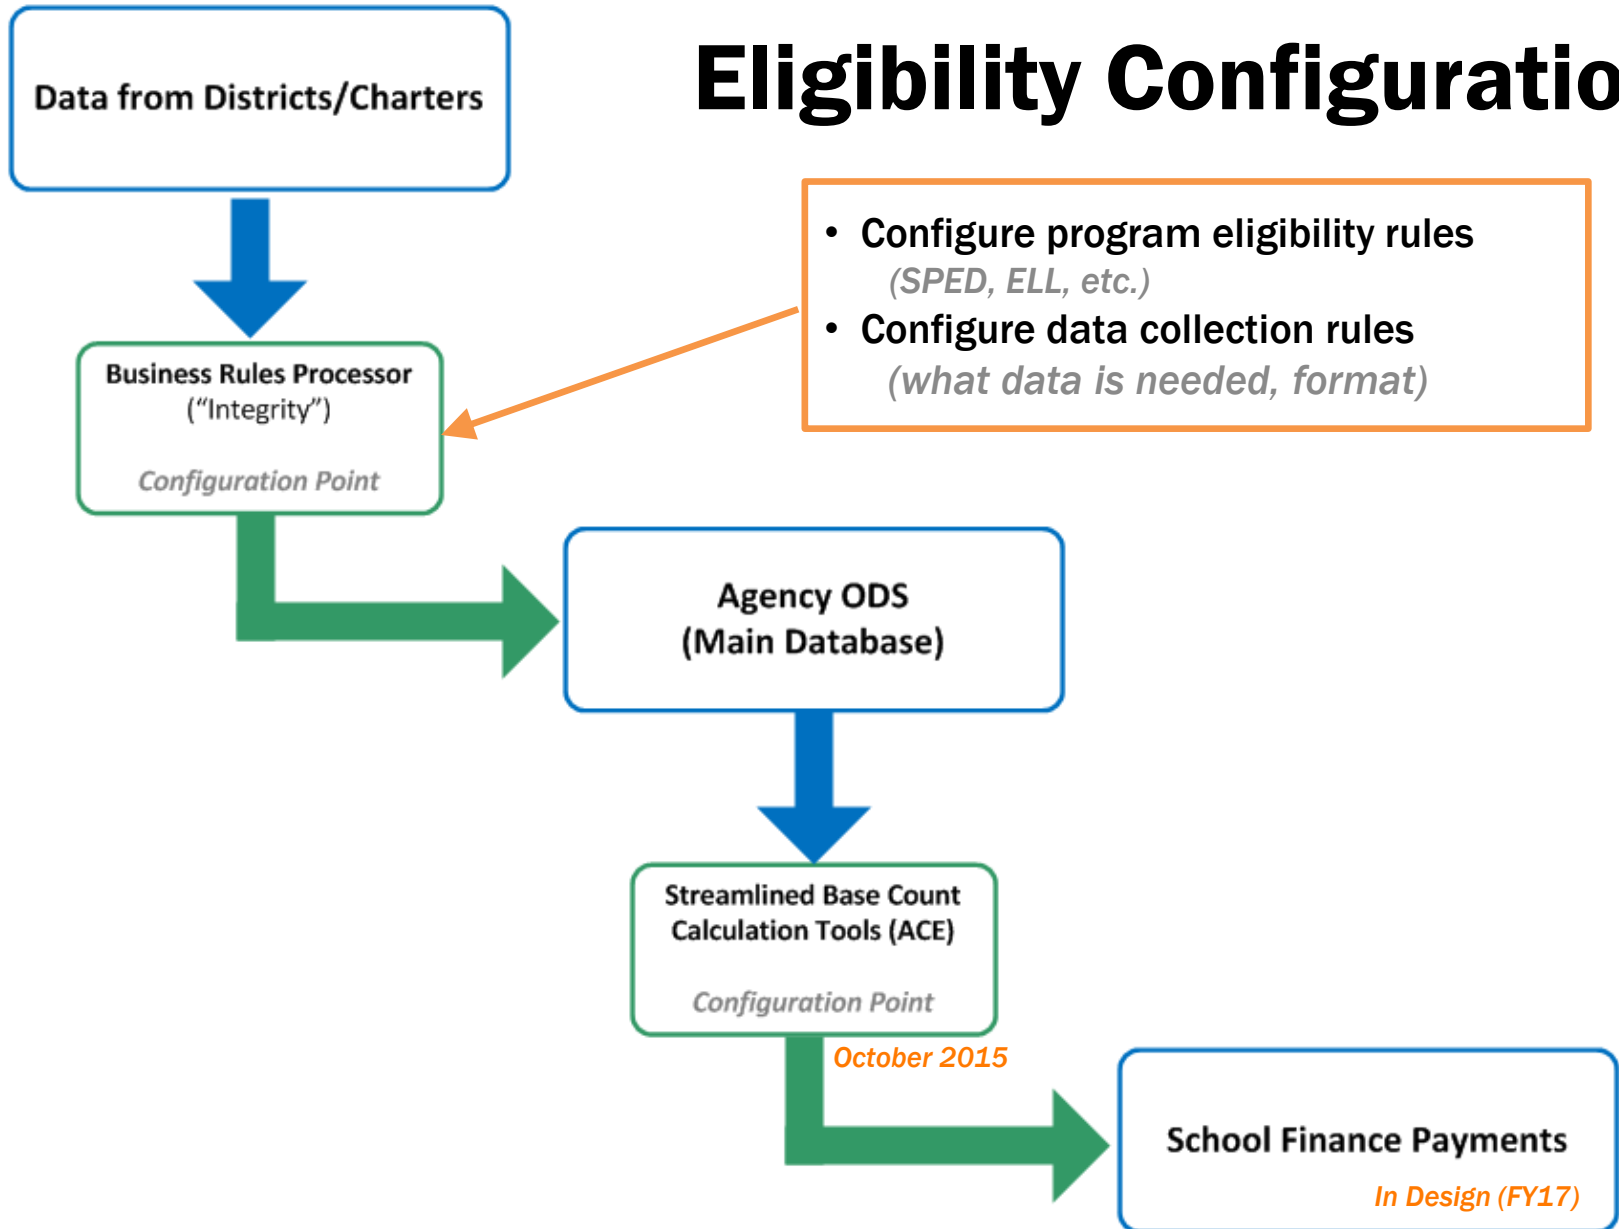 Eligibility Configuratio
Data from Districts/Charters
• Configure program eligibility rules
(SPED, ELL, etc.)
• Configure data collection rules
(what data is needed, format)
Business Rules Processor
(“Integrity”)
Configuration Point
Agency ODS
(Main Database)
Streamlined Base Count
Calculation Tools (ACE)
Configuration Point
October 2015
School Finance Payments
In Design (FY17)